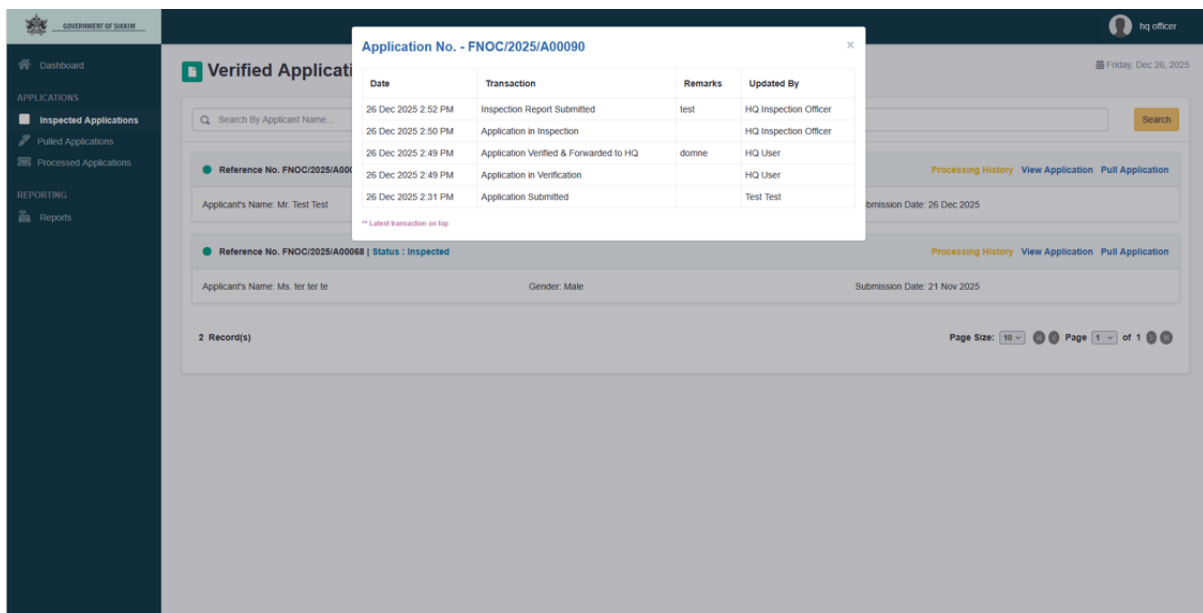 GOVERNMENT OF SIKKIM
hq officer
Dashboard
APPLICATIONS
Inspected Applications
Pulled Applications
Processed Applications
REPORTING
Reports
Verified Applicati
Friday, Dec 26, 2025
Search By Applicant Name...
Search
Application No. - FNOC/2025/A00090 ×
Date Transaction Remarks Updated By
26 Dec 2025 2:52 PM Inspection Report Submitted test HQ Inspection Officer
26 Dec 2025 2:50 PM Application in Inspection HQ Inspection Officer
26 Dec 2025 2:49 PM Application Verified & Forwarded to HQ domne HQ User
26 Dec 2025 2:49 PM Application in Verification HQ User
26 Dec 2025 2:31 PM Application Submitted Test Test
** Latest transaction on top
Reference No. FNOC/2025/A000 Processing History View Application Pull Application
Applicant's Name: Mr. Test Test bmission Date: 26 Dec 2025
Reference No. FNOC/2025/A00068 | Status : Inspected Processing History View Application Pull Application
Applicant's Name: Ms. ter ter te Gender: Male Submission Date: 21 Nov 2025
2 Record(s) Page Size: 10 Page 1 of 1